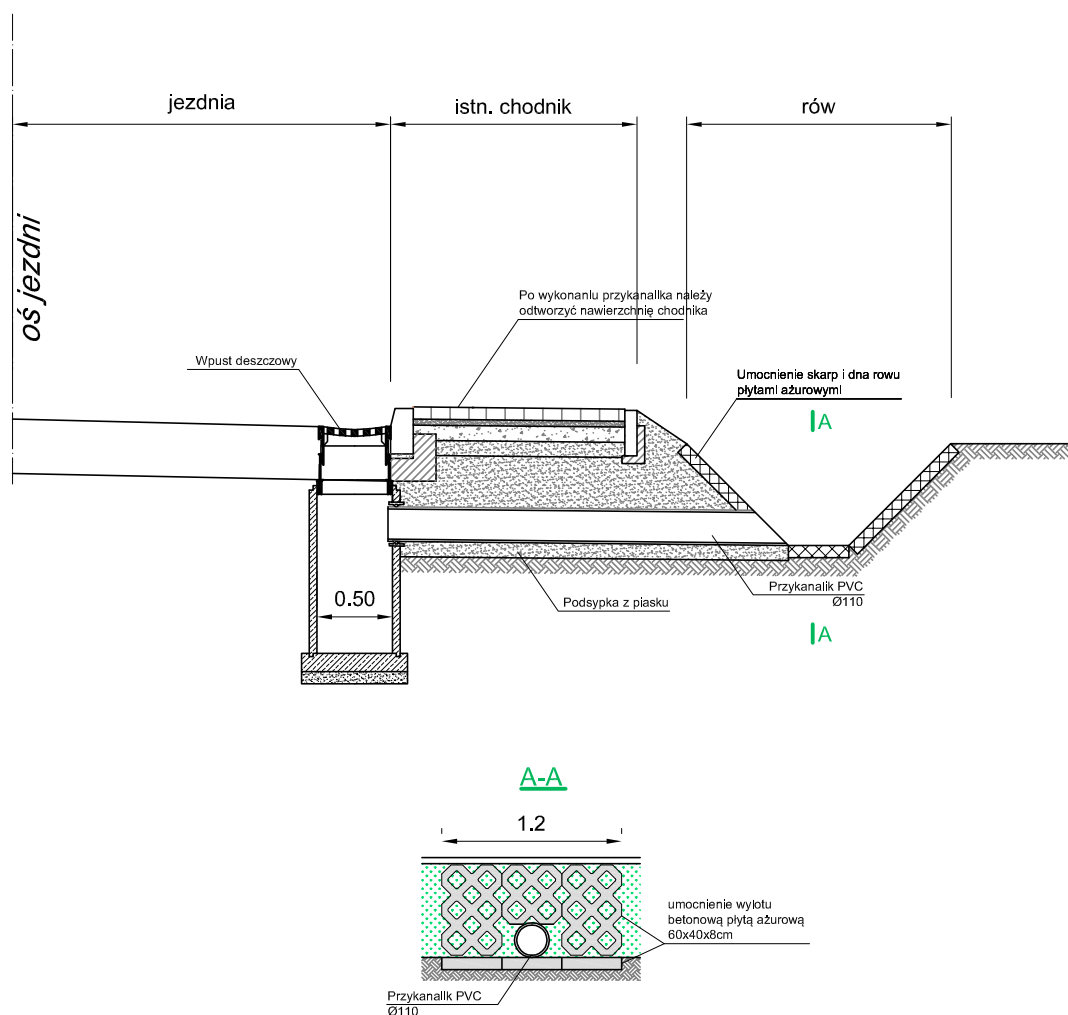 jezdnia
istn. chodnik
rów
oś jezdni
Po wykonanlu przykanallka należy
odtworzyć nawierzchnię chodnika
Wpust deszczowy
Umocnienie skarp i dna rowu
płytami ażurowymi
A
0.50
Podsypka z piasku
Przykanalik PVC
Ø110
A
A-A
1.2
umocnienie wylotu
betonową płytą ażurową
60x40x8cm
Przykanallk PVC
Ø110